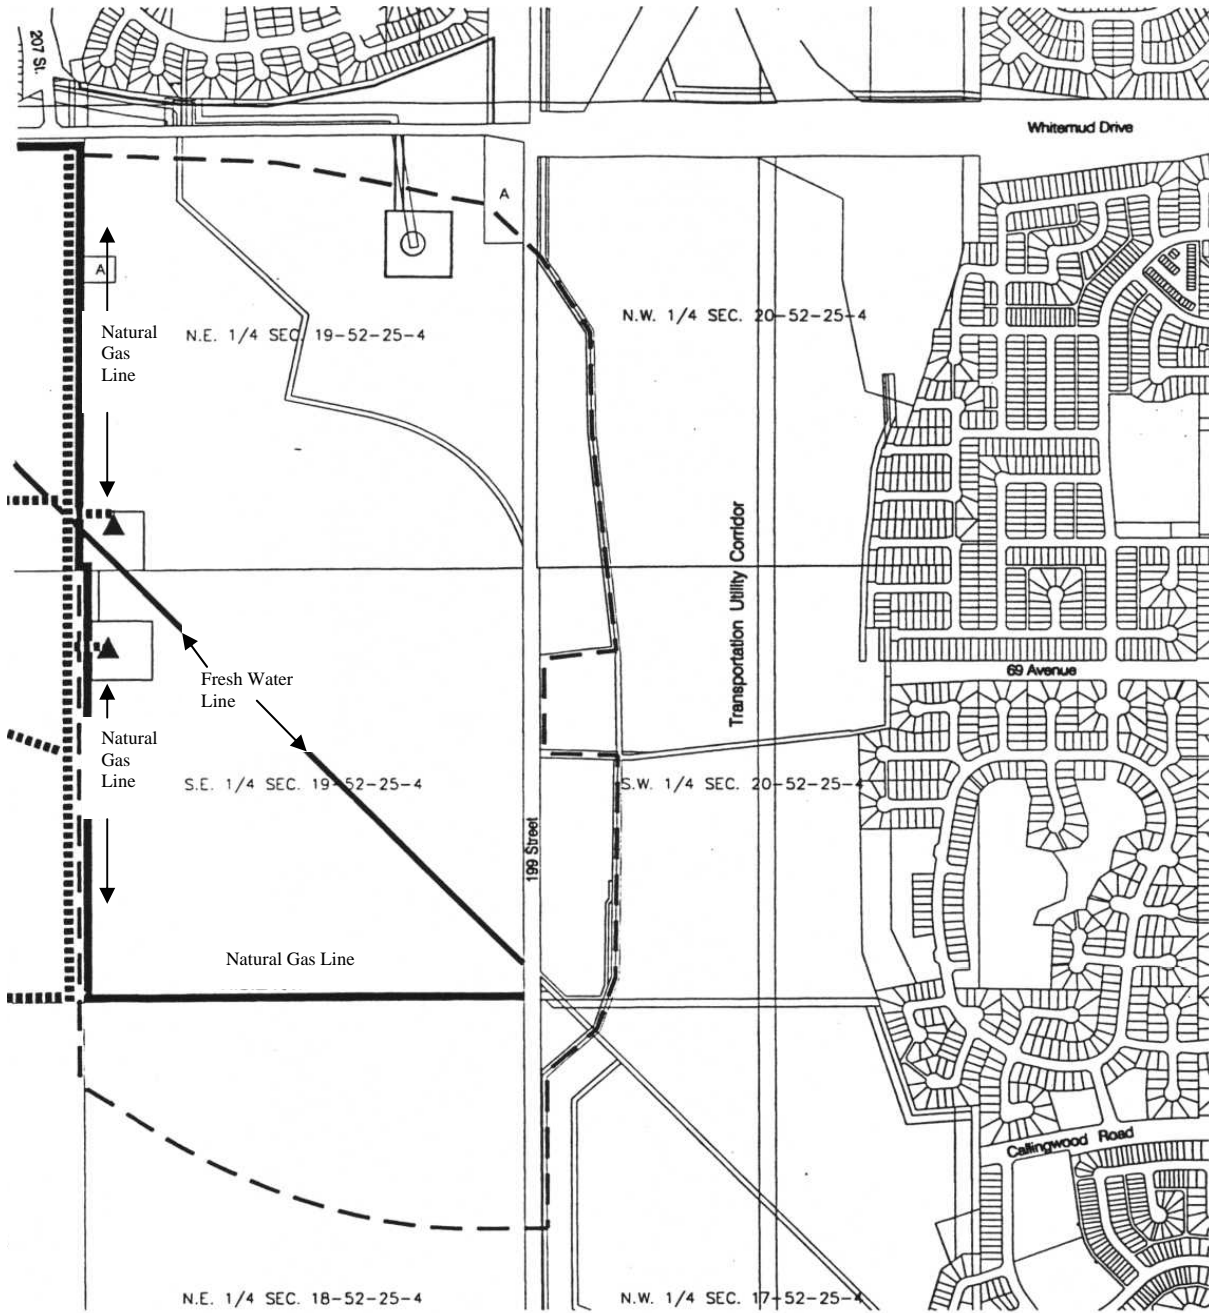 207 St.
Whitemud Drive
A
A
Natural
Gas
Line
N.E. 1/4 SEC. 19-52-25-4
N.W. 1/4 SEC. 20-52-25-4
Transportation Utility Corridor
69 Avenue
Fresh Water
Line
Natural
Gas
Line
S.E. 1/4 SEC. 19-52-25-4
S.W. 1/4 SEC. 20-52-25-4
199 Street
Natural Gas Line
Callingwood Road
N.E. 1/4 SEC. 18-52-25-4
N.W. 1/4 SEC. 17-52-25-4